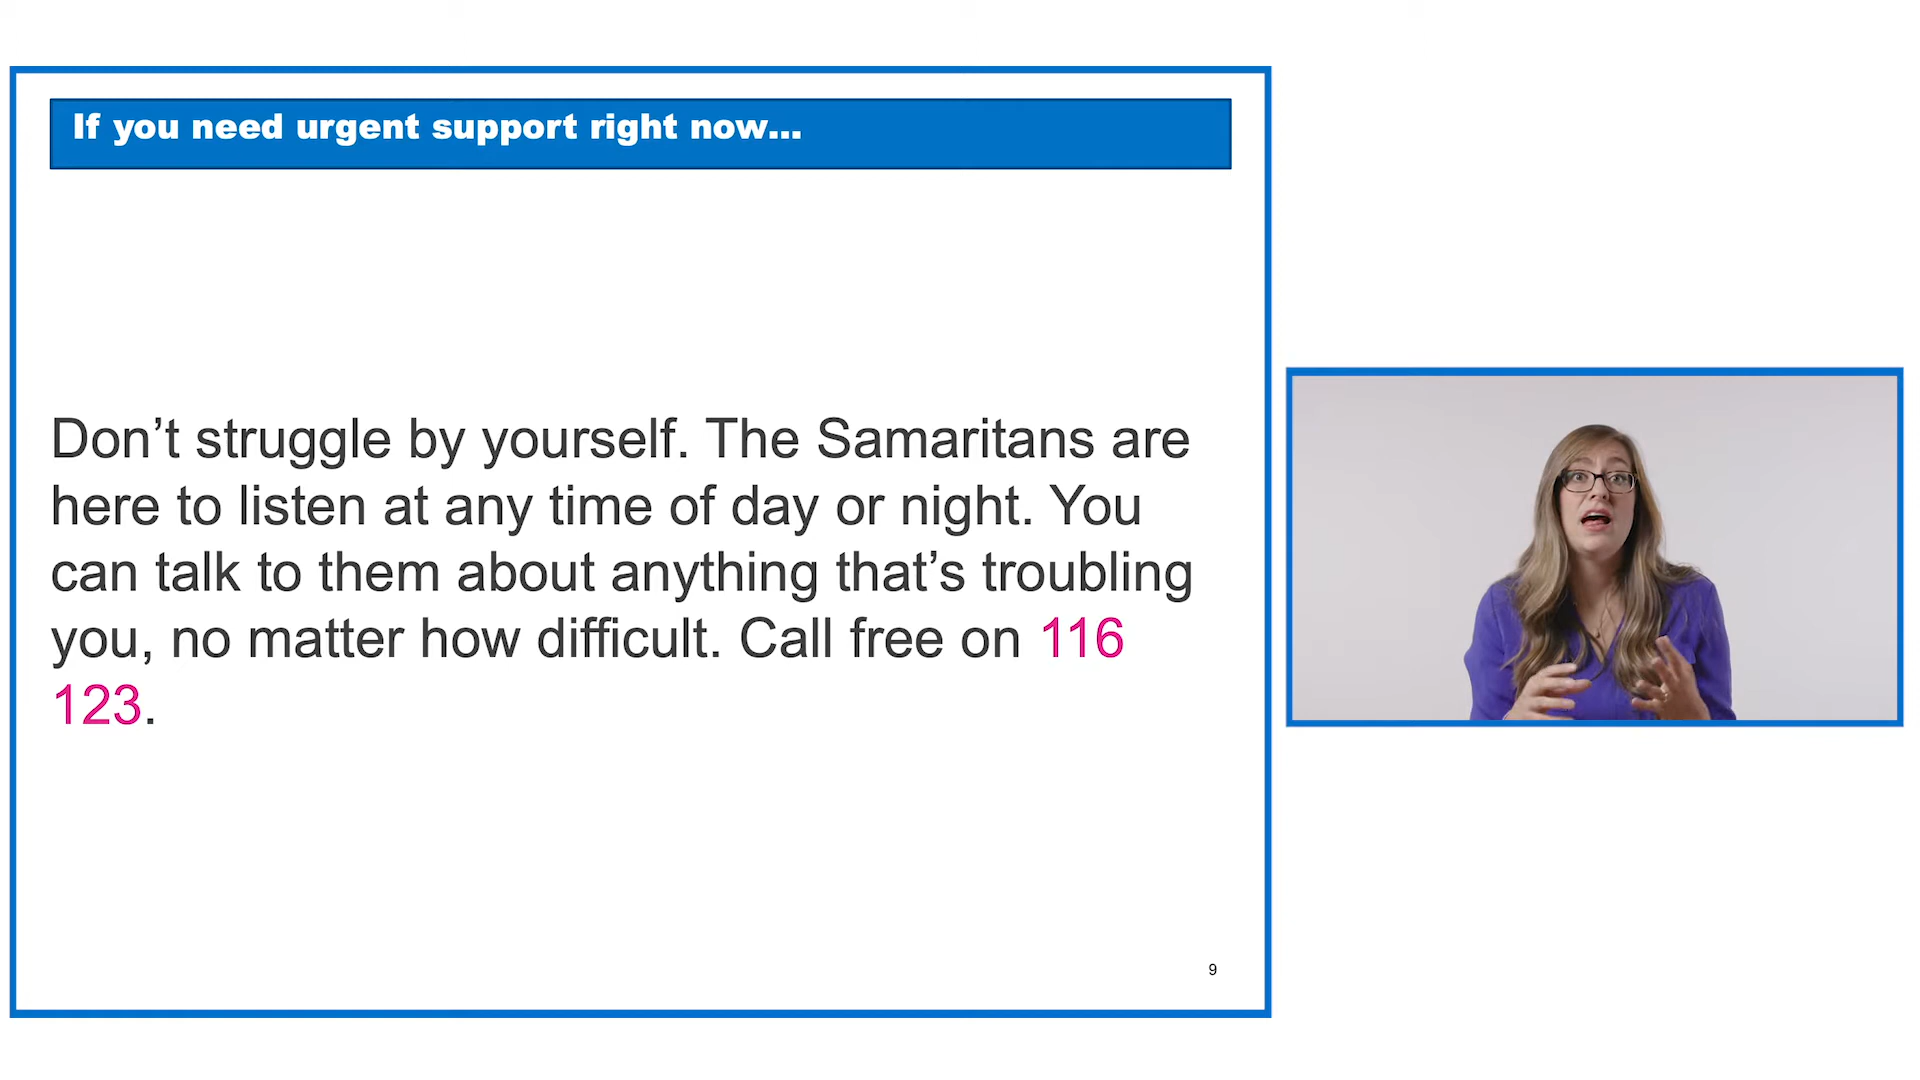 If you need urgent support right now...
Don’t struggle by yourself. The Samaritans are
here to listen at any time of day or night. You
can talk to them about anything that’s troubling
you, no matter how difficult. Call free on 116
123.
9